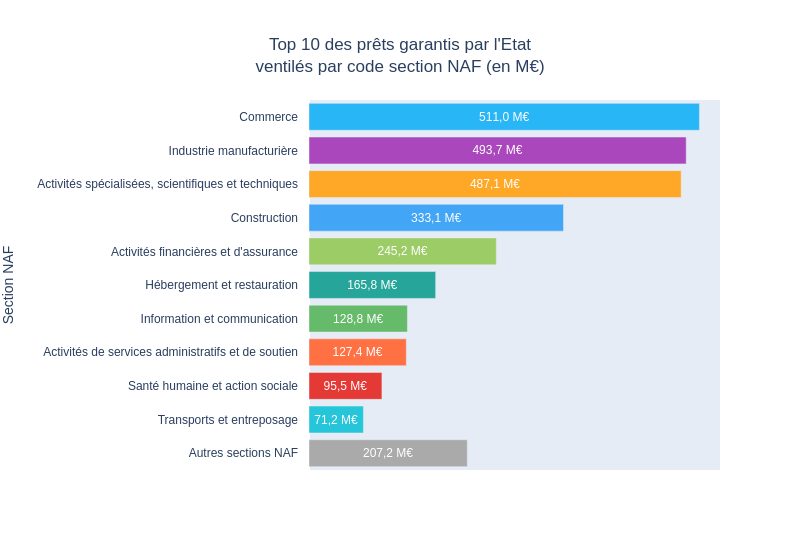 Top 10 des prêts garantis par l'Etat
ventilés par code section NAF (en M€)
Section NAF
Commerce 511,0 M€
Industrie manufacturière 493,7 M€
Activités spécialisées, scientifiques et techniques 487,1 M€
Construction 333,1 M€
Activités financières et d'assurance 245,2 M€
Hébergement et restauration 165,8 M€
Information et communication 128,8 M€
Activités de services administratifs et de soutien 127,4 M€
Santé humaine et action sociale 95,5 M€
Transports et entreposage 71,2 M€
Autres sections NAF 207,2 M€